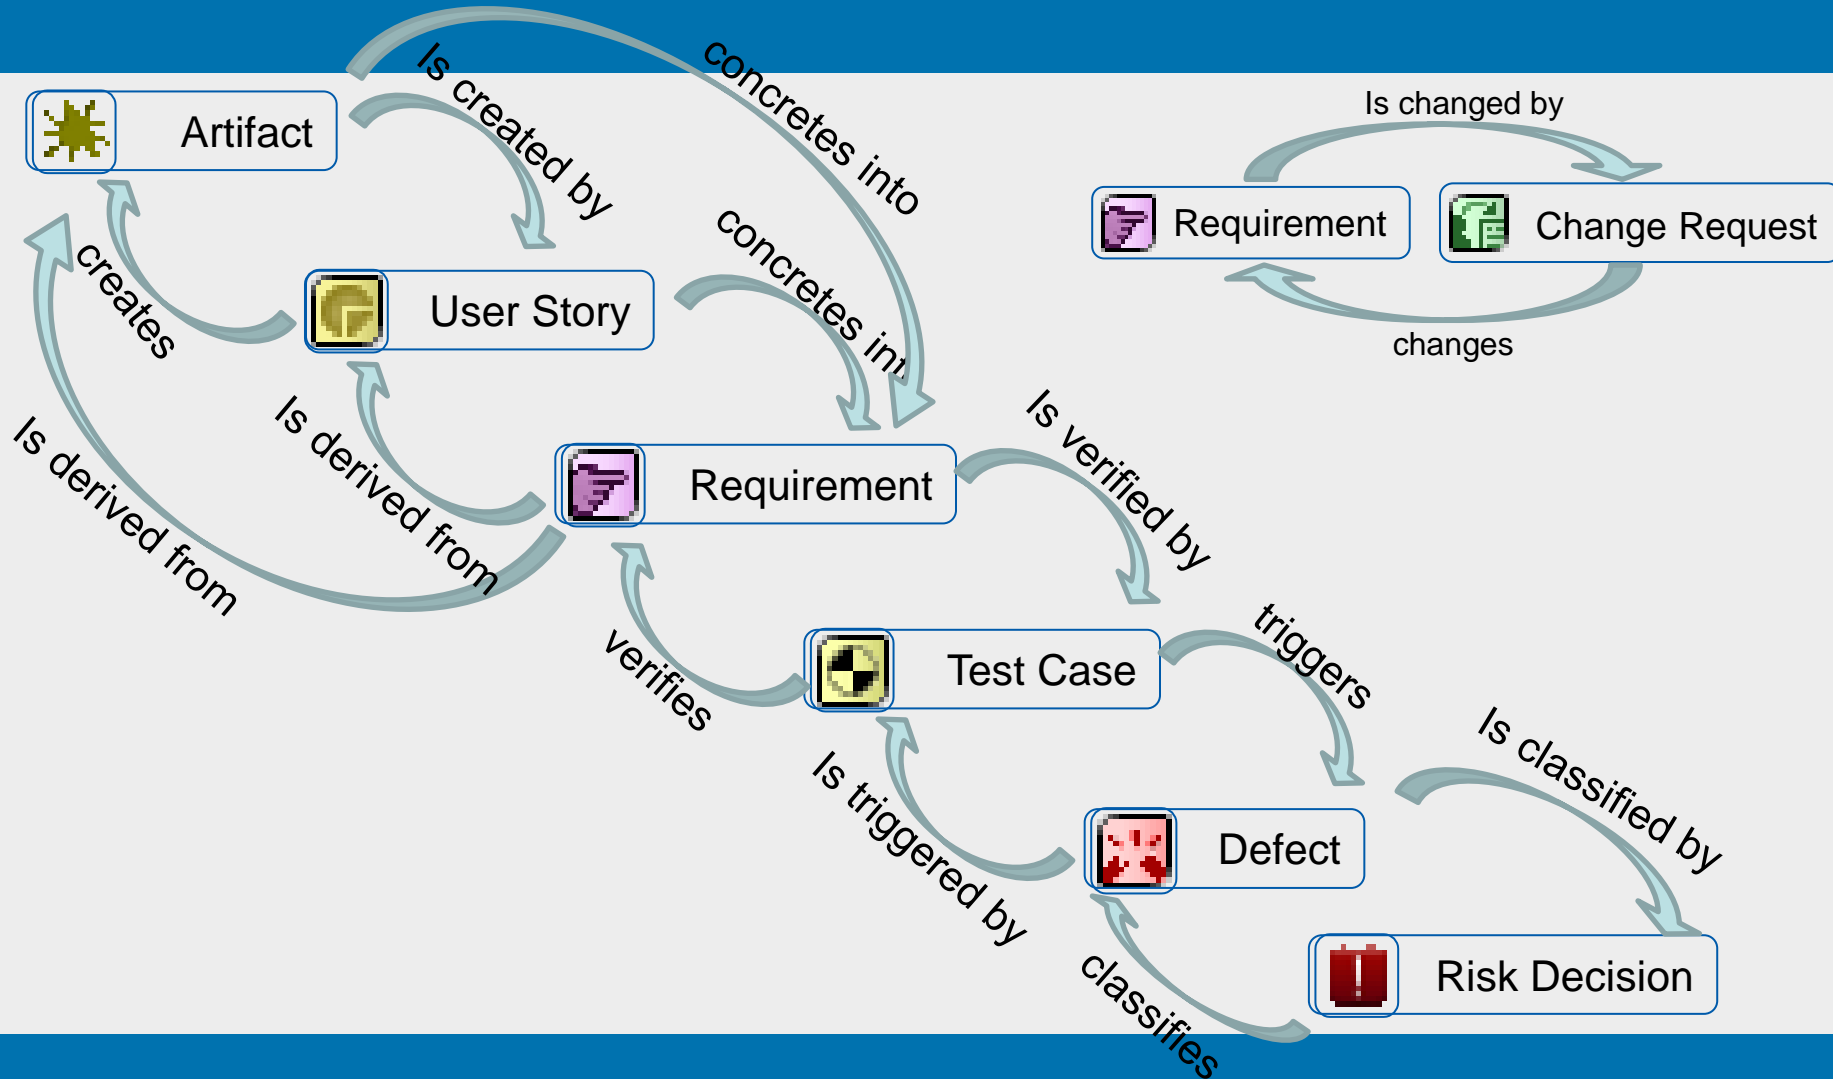 concretes into
Is created by
Artifact
Is changed by
Requirement
Change Request
changes
creates
concretes int
User Story
Is derived from
Is derived from
Requirement
Is verified by
verifies
Test Case
triggers
Is triggered by
Defect
Is classified by
classifies
Risk Decision